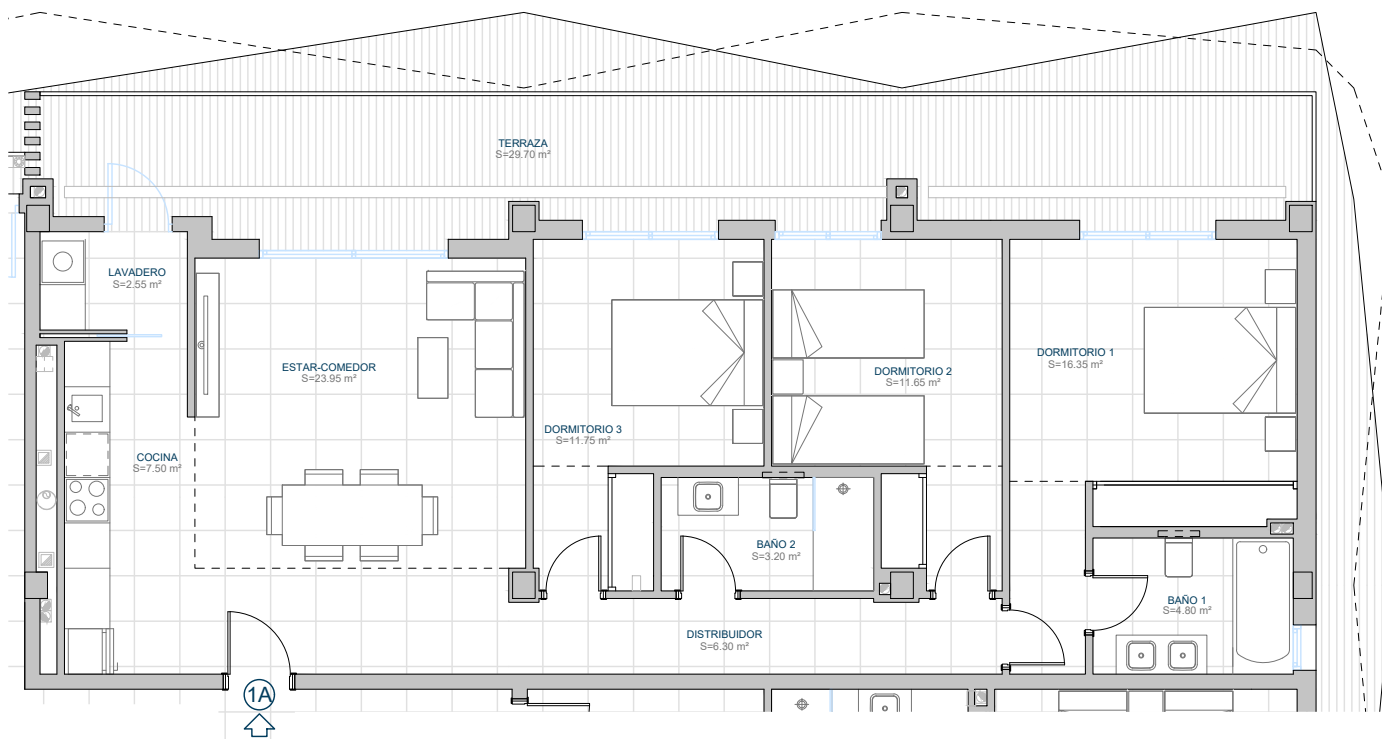 TERRAZA
S=29.70 m²
LAVADERO
S=2.55 m²
ESTAR-COMEDOR
S=23.95 m²
DORMITORIO 1
S=16.35 m²
DORMITORIO 2
S=11.65 m²
DORMITORIO 3
S=11.75 m²
COCINA
S=7.50 m²
BAÑO 2
S=3.20 m²
BAÑO 1
S=4.80 m²
DISTRIBUIDOR
S=6.30 m²
1A